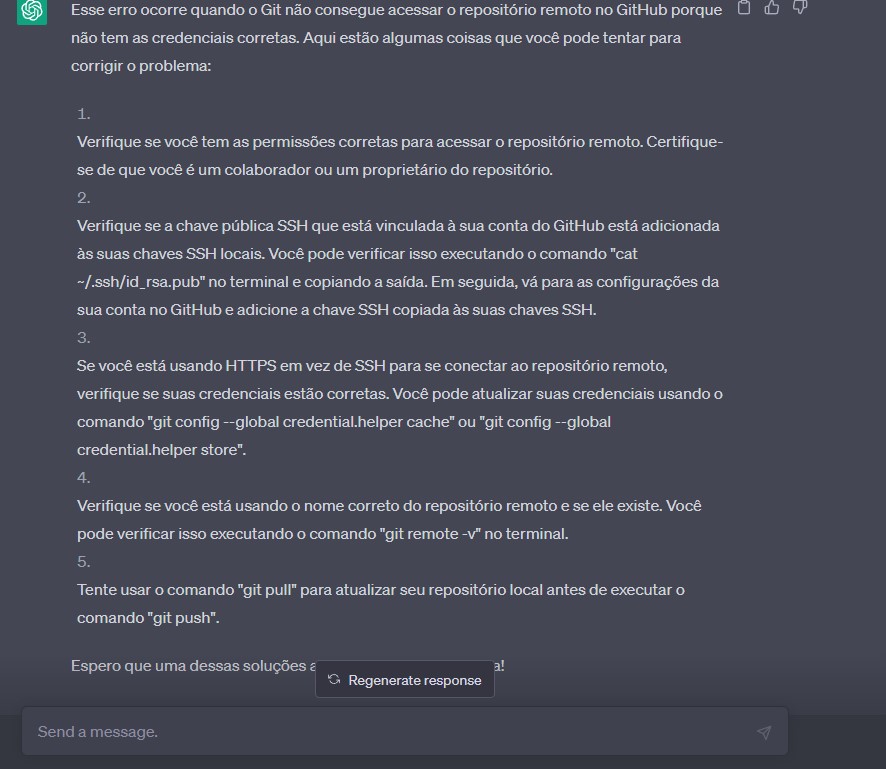 Esse erro ocorre quando o Git não consegue acessar o repositório remoto no GitHub porque
não tem as credenciais corretas. Aqui estão algumas coisas que você pode tentar para
corrigir o problema:
1.
Verifique se você tem as permissões corretas para acessar o repositório remoto. Certifique-
se de que você é um colaborador ou um proprietário do repositório.
2.
Verifique se a chave pública SSH que está vinculada à sua conta do GitHub está adicionada
às suas chaves SSH locais. Você pode verificar isso executando o comando "cat
~/.ssh/id_rsa.pub" no terminal e copiando a saída. Em seguida, vá para as configurações da
sua conta no GitHub e adicione a chave SSH copiada às suas chaves SSH.
3.
Se você está usando HTTPS em vez de SSH para se conectar ao repositório remoto,
verifique se suas credenciais estão corretas. Você pode atualizar suas credenciais usando o
comando "git config --global credential.helper cache" ou "git config --global
credential.helper store".
4.
Verifique se você está usando o nome correto do repositório remoto e se ele existe. Você
pode verificar isso executando o comando "git remote -v" no terminal.
5.
Tente usar o comando "git pull" para atualizar seu repositório local antes de executar o
comando "git push".
Espero que uma dessas soluções
Regenerate response
Send a message.